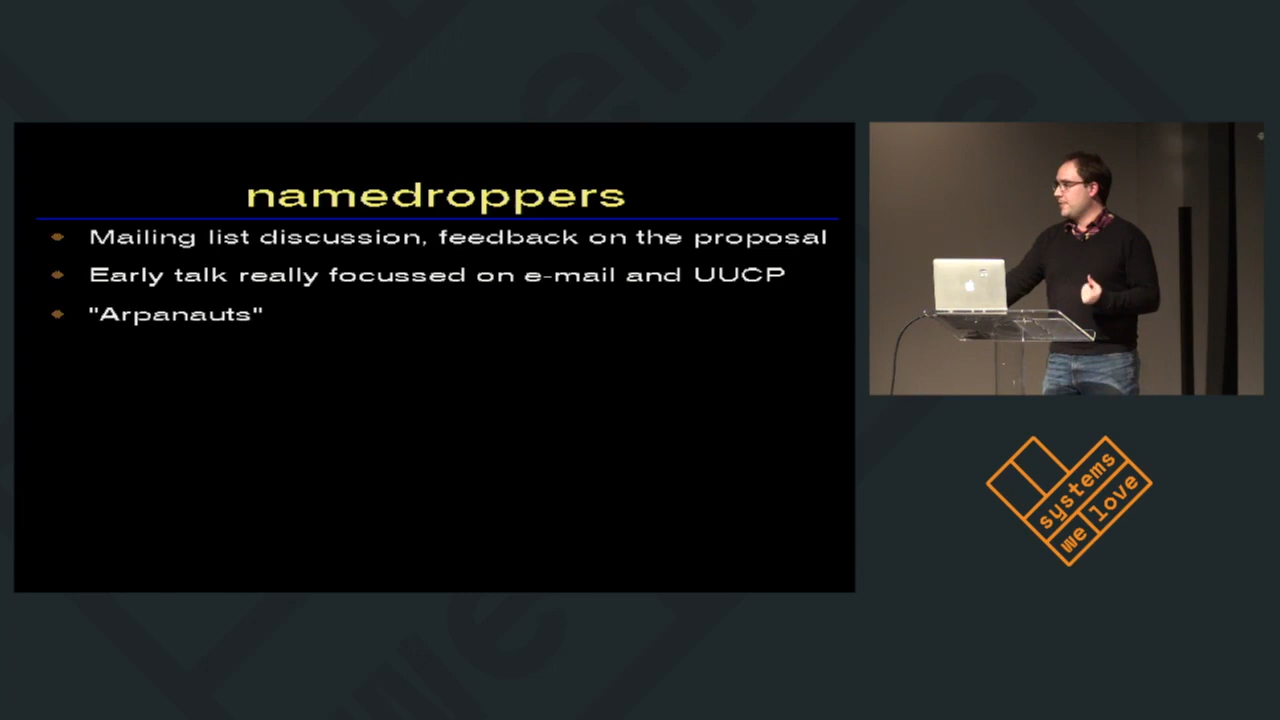 namedroppers
Mailing list discussion, feedback on the proposal
Early talk really focussed on e-mail and UUCP
"Arpanauts"
systems
we love